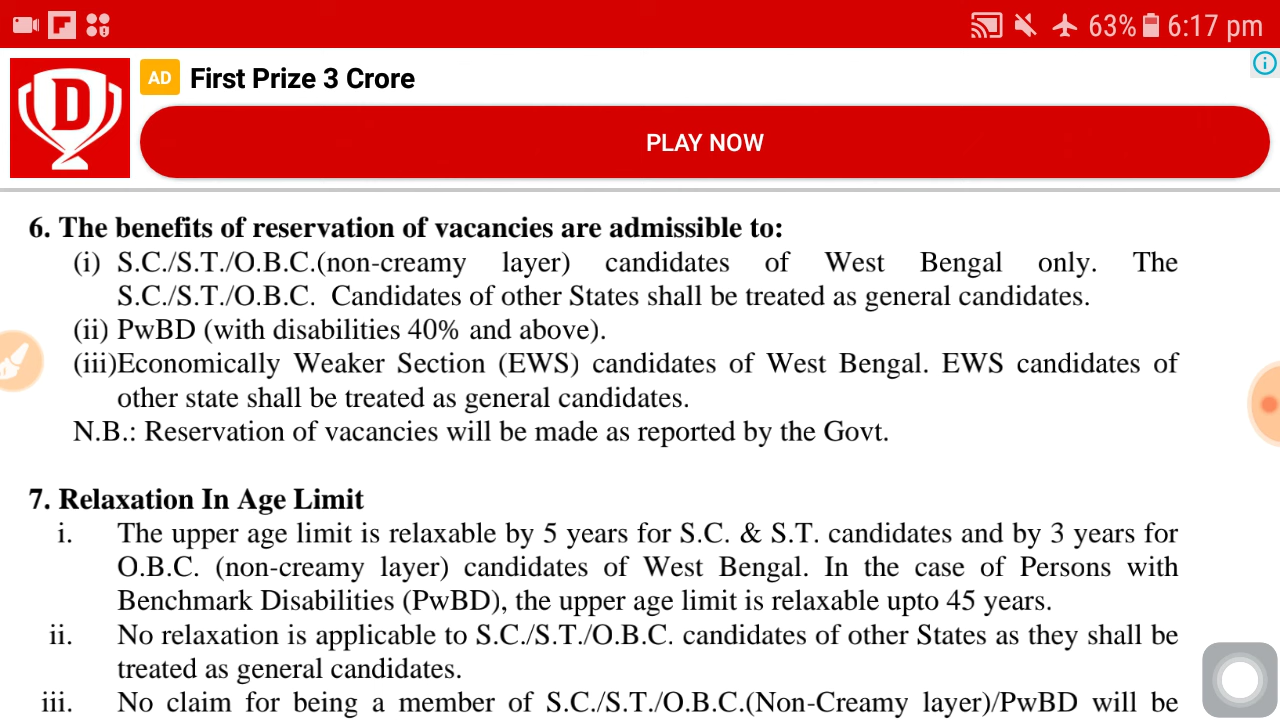 63% 6:17 pm
D
AD First Prize 3 Crore
PLAY NOW
6. The benefits of reservation of vacancies are admissible to:
(i) S.C./S.T./O.B.C.(non-creamy layer) candidates of West Bengal only. The
S.C./S.T./O.B.C. Candidates of other States shall be treated as general candidates.
(ii) PwBD (with disabilities 40% and above).
(iii)Economically Weaker Section (EWS) candidates of West Bengal. EWS candidates of
other state shall be treated as general candidates.
N.B.: Reservation of vacancies will be made as reported by the Govt.
7. Relaxation In Age Limit
i. The upper age limit is relaxable by 5 years for S.C. & S.T. candidates and by 3 years for
O.B.C. (non-creamy layer) candidates of West Bengal. In the case of Persons with
Benchmark Disabilities (PwBD), the upper age limit is relaxable upto 45 years.
ii. No relaxation is applicable to S.C./S.T./O.B.C. candidates of other States as they shall be
treated as general candidates.
iii. No claim for being a member of S.C./S.T./O.B.C.(Non-Creamy layer)/PwBD will be